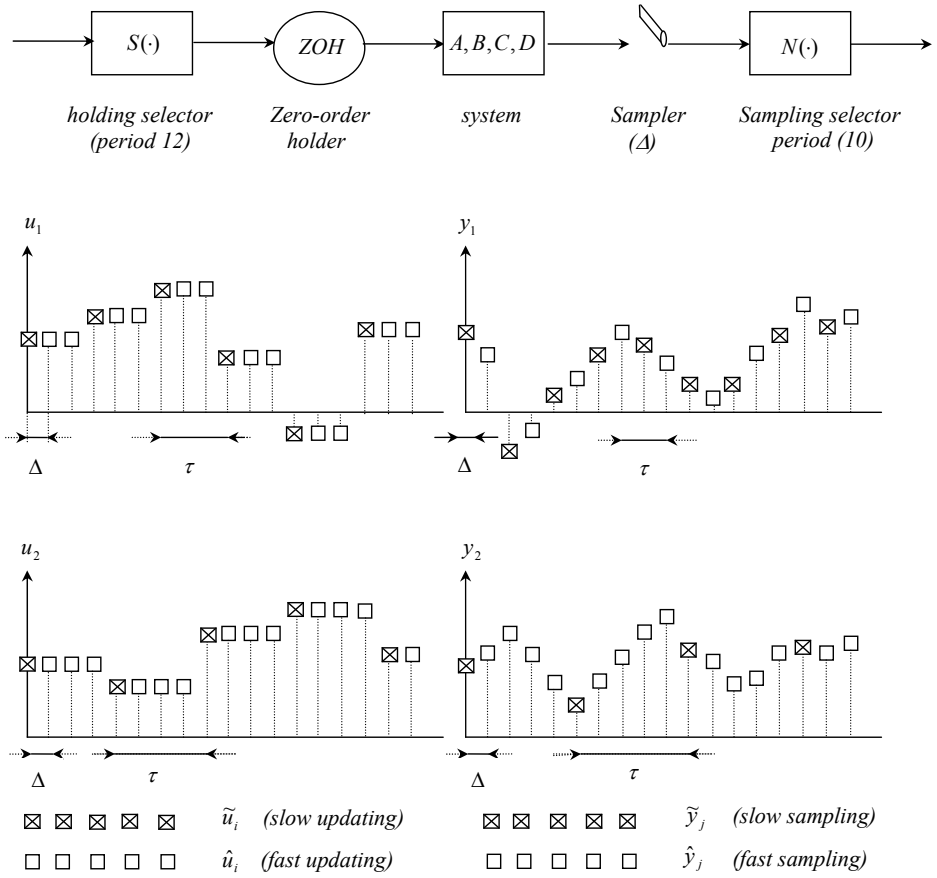 S(·) ZOH A, B, C, D N(·)
holding selector Zero-order system Sampler Sampling selector
(period 12) holder (Δ) period (10)
u₁ y₁
Δ τ Δ τ
u₂ y₂
Δ τ Δ τ
ũᵢ (slow updating) ỹⱼ (slow sampling)
ûᵢ (fast updating) ŷⱼ (fast sampling)